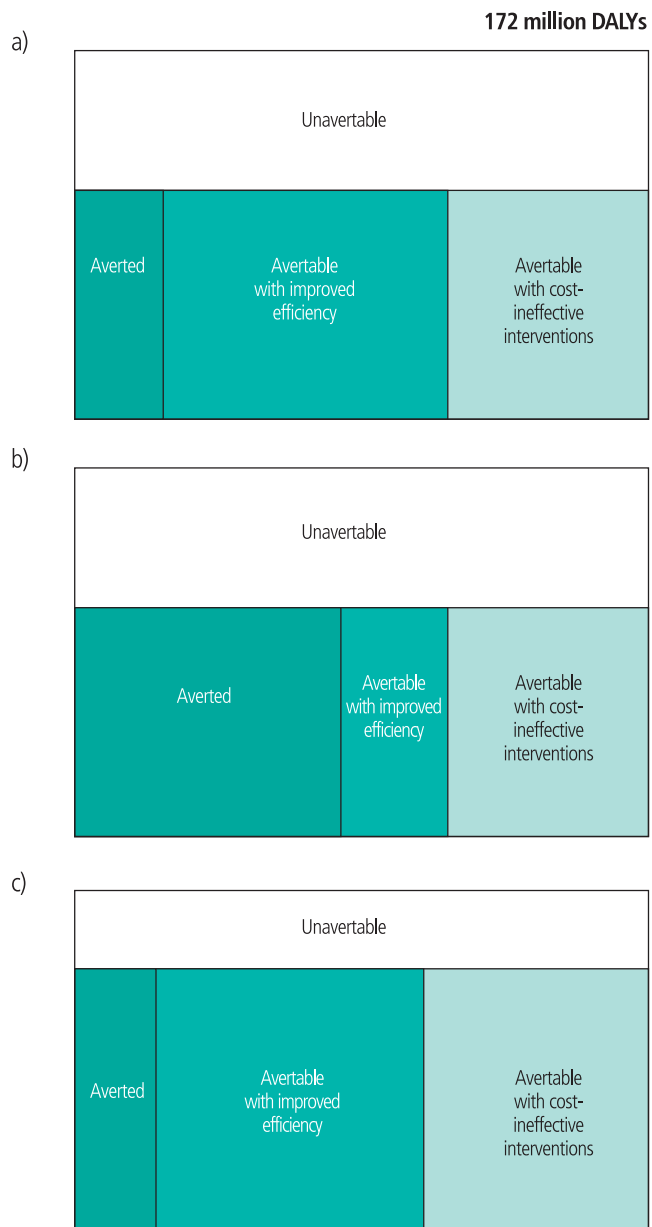 172 million DALYs
a)
Unavertable
Averted
Avertable
with improved
efficiency
Avertable
with cost-
ineffective
interventions
b)
Unavertable
Averted
Avertable
with improved
efficiency
Avertable
with cost-
ineffective
interventions
c)
Unavertable
Averted
Avertable
with improved
efficiency
Avertable
with cost-
ineffective
interventions